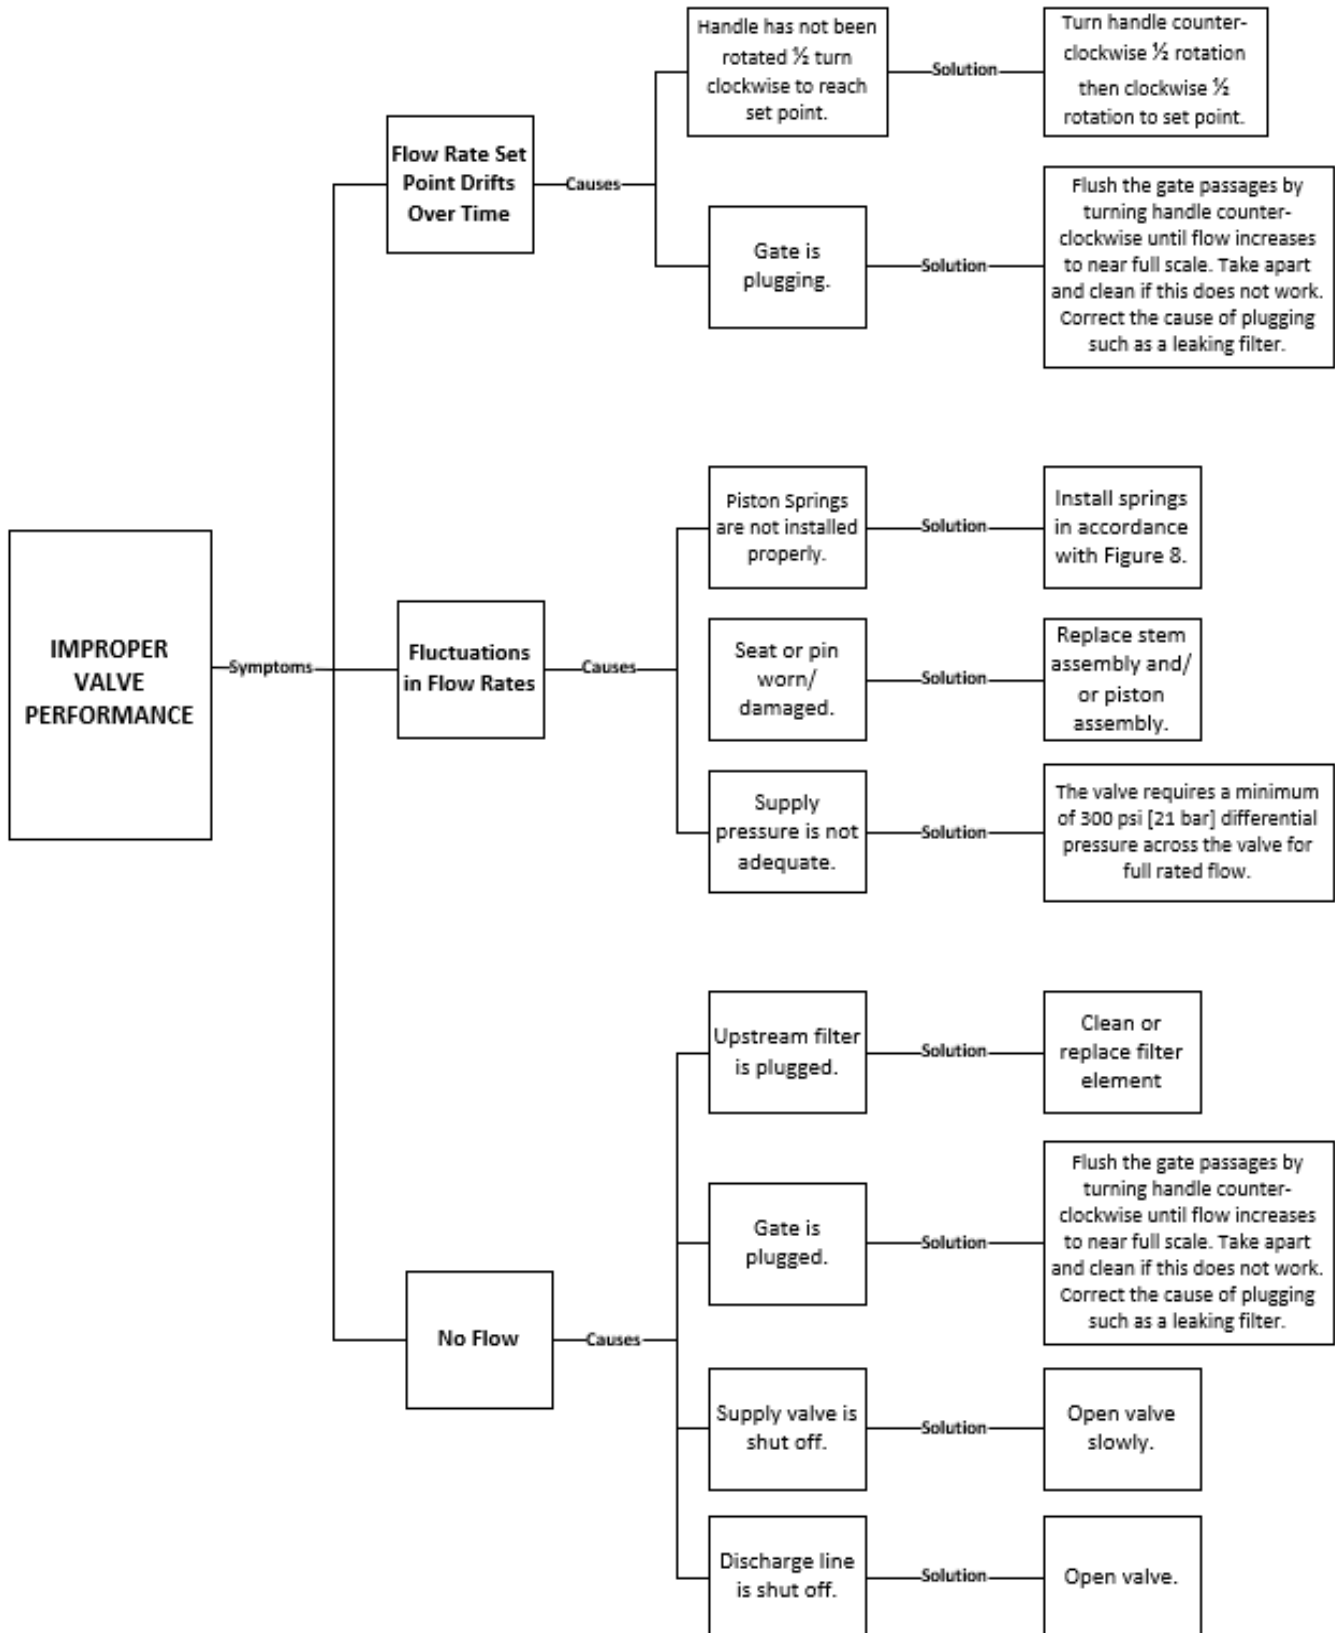 Handle has not been
rotated ½ turn
clockwise to reach
set point.
Solution
Turn handle counter-
clockwise ½ rotation
then clockwise ½
rotation to set point.
Flow Rate Set
Point Drifts
Over Time
Causes
Gate is
plugging.
Solution
Flush the gate passages by
turning handle counter-
clockwise until flow increases
to near full scale. Take apart
and clean if this does not work.
Correct the cause of plugging
such as a leaking filter.
IMPROPER
VALVE
PERFORMANCE
Symptoms
Fluctuations
in Flow Rates
Causes
Piston Springs
are not installed
properly.
Solution
Install springs
in accordance
with Figure 8.
Seat or pin
worn/
damaged.
Solution
Replace stem
assembly and/
or piston
assembly.
Supply
pressure is not
adequate.
Solution
The valve requires a minimum
of 300 psi [21 bar] differential
pressure across the valve for
full rated flow.
No Flow
Causes
Upstream filter
is plugged.
Solution
Clean or
replace filter
element
Gate is
plugged.
Solution
Flush the gate passages by
turning handle counter-
clockwise until flow increases
to near full scale. Take apart
and clean if this does not work.
Correct the cause of plugging
such as a leaking filter.
Supply valve is
shut off.
Solution
Open valve
slowly.
Discharge line
is shut off.
Solution
Open valve.